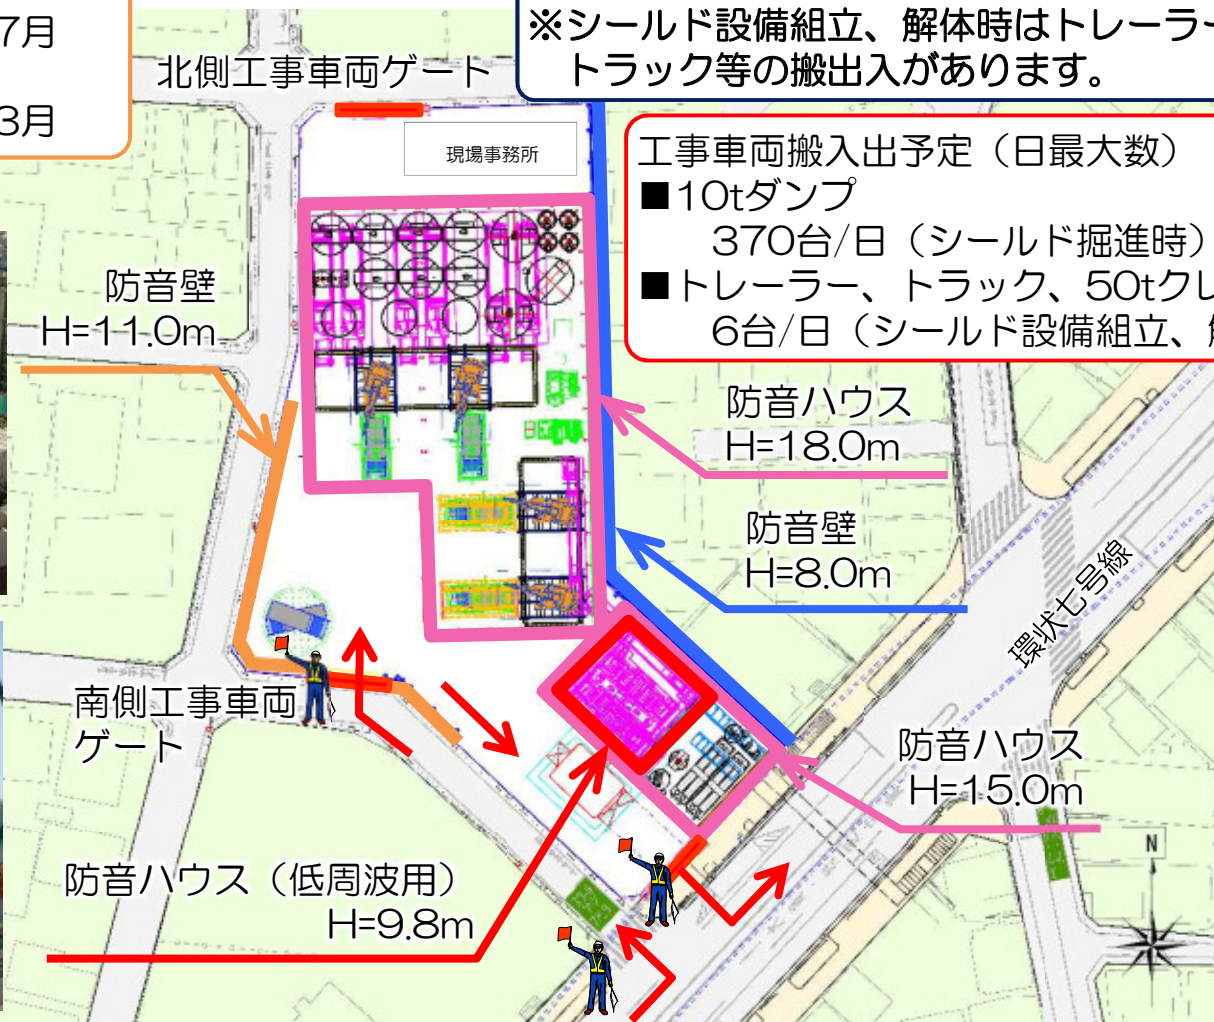 7月
3月
※シールド設備組立、解体時はトレーラー
トラック等の搬出入があります。
北側工事車両ゲート
現場事務所
工事車両搬入出予定（日最大数）
■10tダンプ
370台/日（シールド掘進時）
■トレーラー、トラック、50tクレ
6台/日（シールド設備組立、解
防音壁
H=11.0m
防音ハウス
H=18.0m
防音壁
H=8.0m
環状七号線
南側工事車両
ゲート
防音ハウス
H=15.0m
防音ハウス（低周波用）
H=9.8m
N